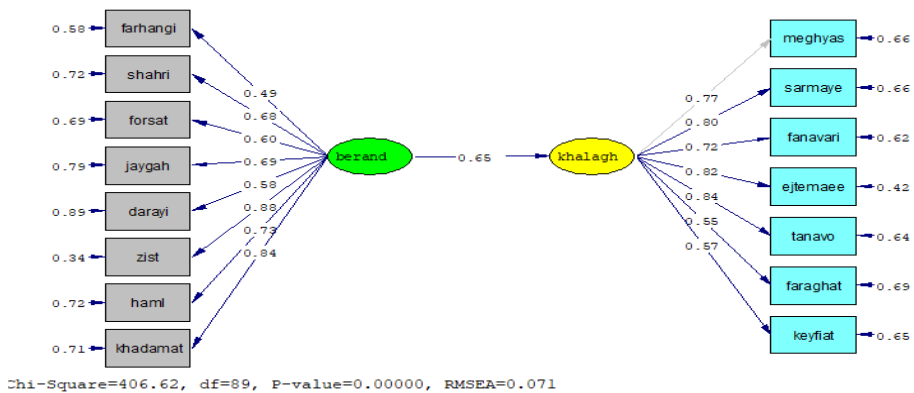 0.58 farhangi
0.72 shahri
0.69 forsat
0.79 jaygah
0.89 darayi
0.34 zist
0.72 haml
0.71 khadamat
0.49
0.68
0.60
0.69
0.58
0.88
0.73
0.84
berand
0.65
khalagh
0.77
0.80
0.72
0.82
0.84
0.55
0.57
meghyas 0.66
sarmaye 0.66
fanavari 0.62
ejtemaee 0.42
tanavo 0.64
faraghat 0.69
keyfiat 0.65
Chi-Square=406.62, df=89, P-value=0.00000, RMSEA=0.071